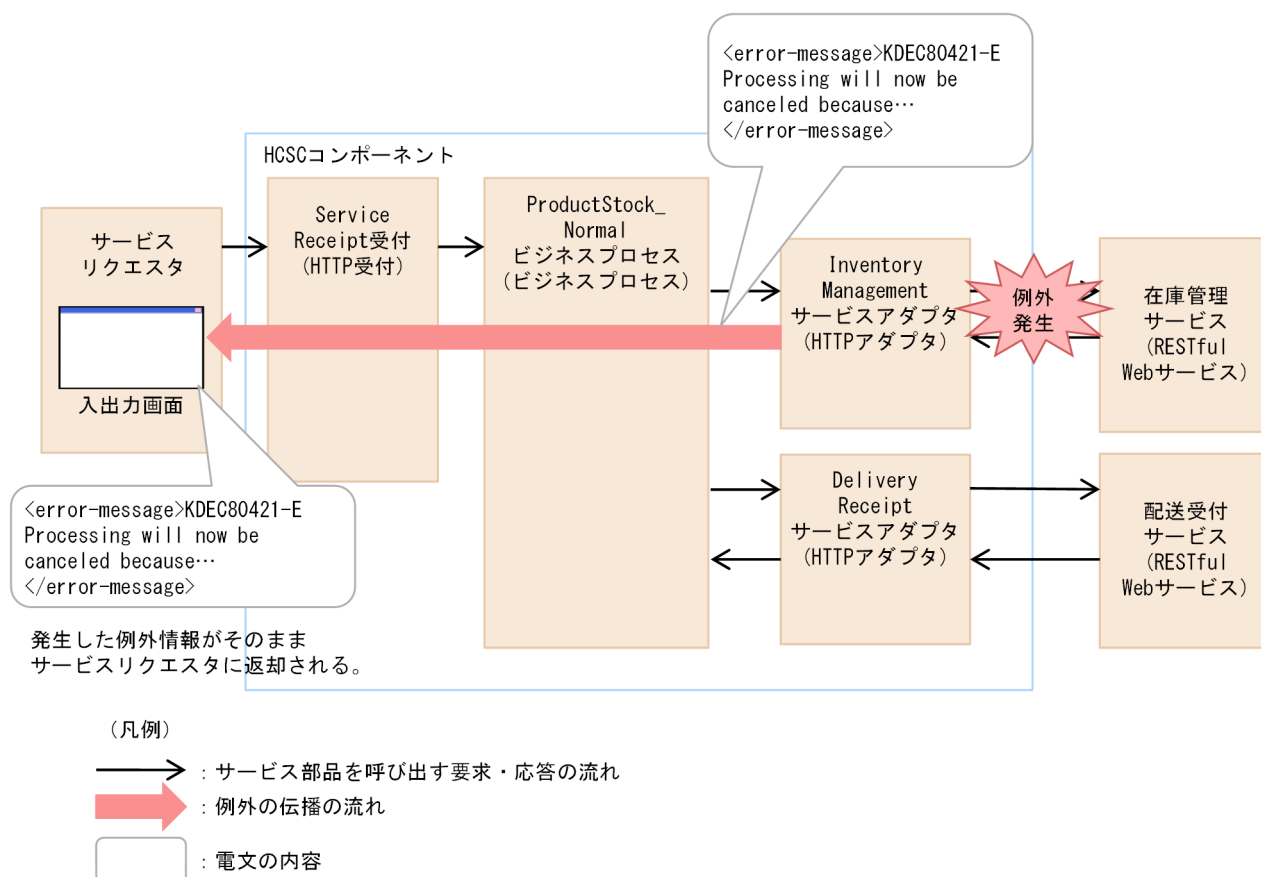 <error-message>KDEC80421-E
Processing will now be
canceled because…
</error-message>
HCSCコンポーネント
サービス
リクエスタ
入出力画面
Service
Receipt受付
(HTTP受付)
ProductStock_
Normal
ビジネスプロセス
(ビジネスプロセス)
Inventory
Management
サービスアダプタ
(HTTPアダプタ)
例外
発生
在庫管理
サービス
(RESTful
Webサービス)
Delivery
Receipt
サービスアダプタ
(HTTPアダプタ)
配送受付
サービス
(RESTful
Webサービス)
<error-message>KDEC80421-E
Processing will now be
canceled because…
</error-message>
発生した例外情報がそのまま
サービスリクエスタに返却される。
(凡例)
：サービス部品を呼び出す要求・応答の流れ
：例外の伝播の流れ
：電文の内容